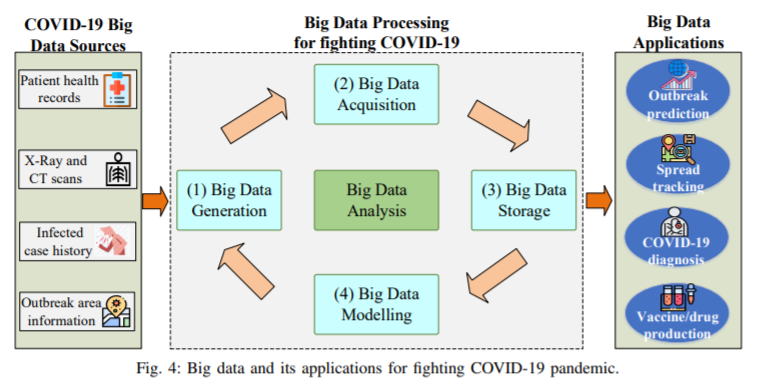 COVID-19 Big
Data Sources
Patient health
records
X-Ray and
CT scans
Infected
case history
Outbreak area
information
Big Data Processing
for fighting COVID-19
(1) Big Data
Generation
(2) Big Data
Acquisition
Big Data
Analysis
(3) Big Data
Storage
(4) Big Data
Modelling
Big Data
Applications
Outbreak
prediction
Spread
tracking
COVID-19
diagnosis
Vaccine/drug
production
Fig. 4: Big data and its applications for fighting COVID-19 pandemic.